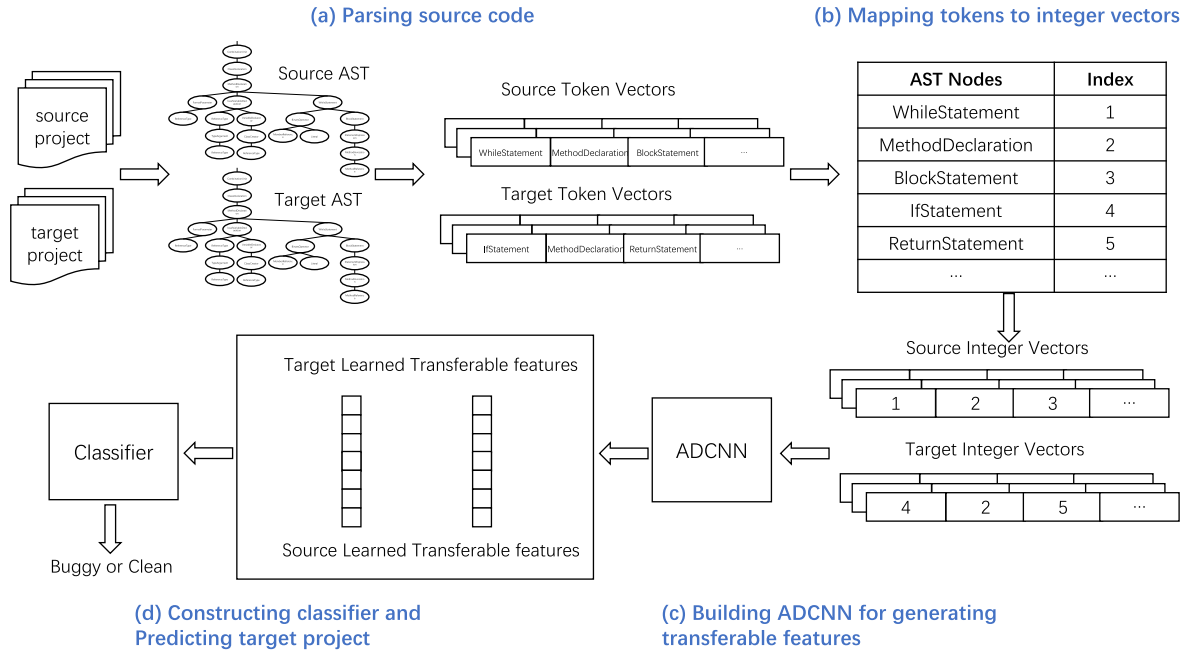 (a) Parsing source code
(b) Mapping tokens to integer vectors
source
project
target
project
Source AST
Target AST
Source Token Vectors
WhileStatement MethodDeclaration BlockStatement ...
Target Token Vectors
IfStatement MethodDeclaration ReturnStatement ...
AST Nodes Index
WhileStatement 1
MethodDeclaration 2
BlockStatement 3
IfStatement 4
ReturnStatement 5
... ...
Source Integer Vectors
1 2 3 ...
Target Integer Vectors
4 2 5 ...
ADCNN
Target Learned Transferable features
Source Learned Transferable features
Classifier
Buggy or Clean
(d) Constructing classifier and
Predicting target project
(c) Building ADCNN for generating
transferable features